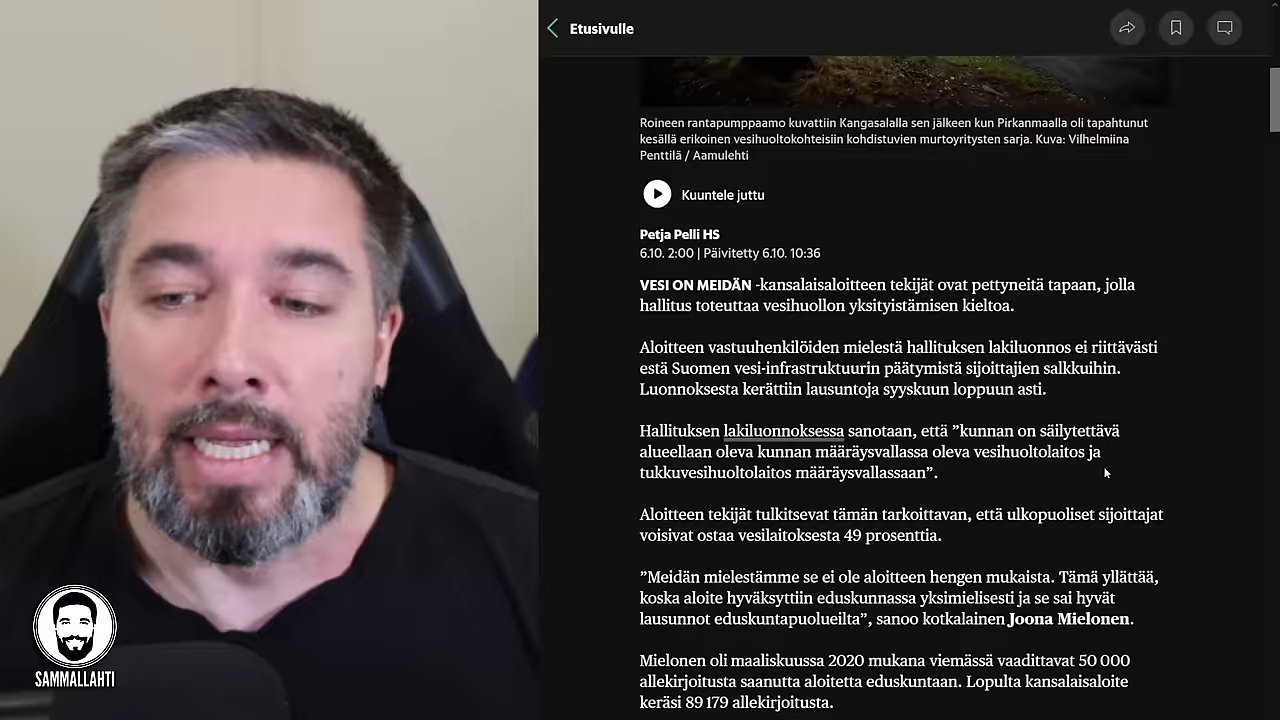 Etusivulle
Roineen rantapumppaamo kuvattiin Kangasalalla sen jälkeen kun Pirkanmaalla oli tapahtunut
kesällä erikoinen vesihuoltokohteisiin kohdistuvien murtoyritysten sarja. Kuva: Vilhelmiina
Penttilä / Aamulehti
Kuuntele juttu
Petja Pelli HS
6.10. 2:00 | Päivitetty 6.10. 10:36
VESI ON MEIDÄN -kansalaisaloitteen tekijät ovat pettyneitä tapaan, jolla
hallitus toteuttaa vesihuollon yksityistämisen kieltoa.
Aloitteen vastuuhenkilöiden mielestä hallituksen lakiluonnos ei riittävästi
estä Suomen vesi-infrastruktuurin päätymistä sijoittajien salkkuihin.
Luonnoksesta kerättiin lausuntoja syyskuun loppuun asti.
Hallituksen lakiluonnoksessa sanotaan, että ”kunnan on säilytettävä
alueellaan oleva kunnan määräysvallassa oleva vesihuoltolaitos ja
tukkuvesihuoltolaitos määräysvallassaan”.
Aloitteen tekijät tulkitsevat tämän tarkoittavan, että ulkopuoliset sijoittajat
voisivat ostaa vesilaitoksesta 49 prosenttia.
”Meidän mielestämme se ei ole aloitteen hengen mukaista. Tämä yllättää,
koska aloite hyväksyttiin eduskunnassa yksimielisesti ja se sai hyvät
lausunnot eduskuntapuolueilta”, sanoo kotkalainen Joona Mielonen.
Mielonen oli maaliskuussa 2020 mukana viemässä vaadittavat 50 000
allekirjoitusta saanutta aloitetta eduskuntaan. Lopulta kansalaisaloite
keräsi 89 179 allekirjoitusta.
SAMMALLAHTI